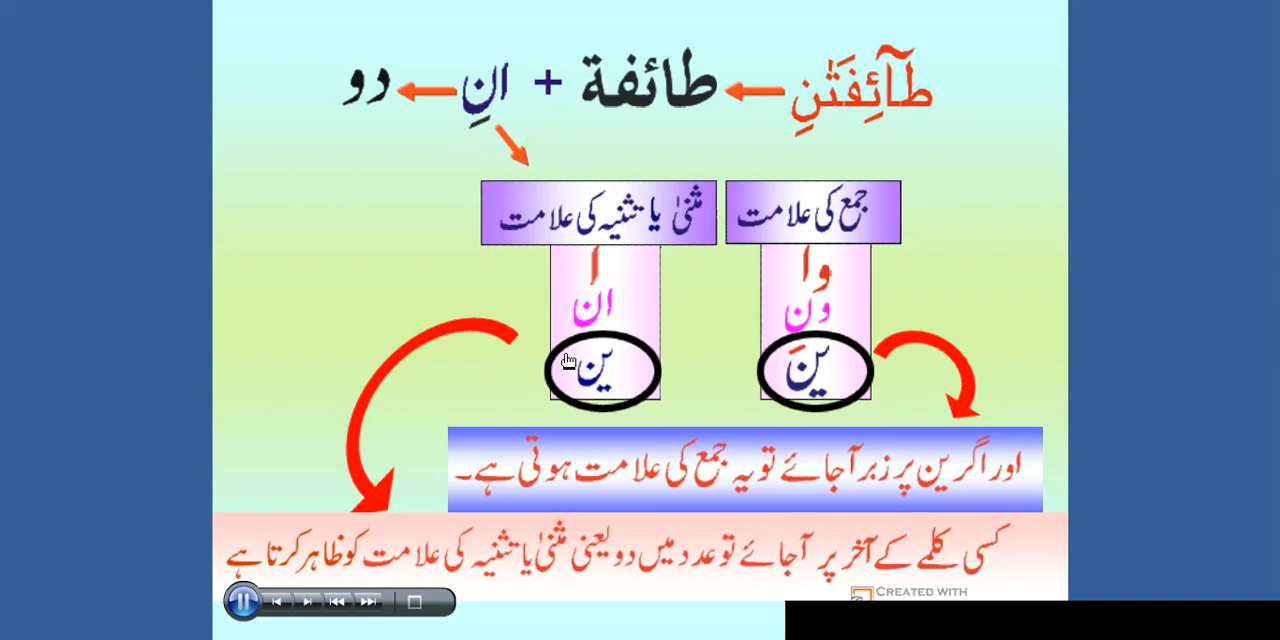 طَآئِفَتٰنِ ← طائفة + انِ ← دو
جمع کی علامت
مثنیٰ یا تثنیہ کی علامت
وا
ون
ینَ
ا
ان
ین
اور اگر ین پر زبر آجائے تو یہ جمع کی علامت ہوتی ہے۔
کسی کلمے کے آخر پر آجائے تو عدد میں دو یعنی مثنیٰ یا تثنیہ کی علامت کو ظاہر کرتا ہے
CREATED WITH